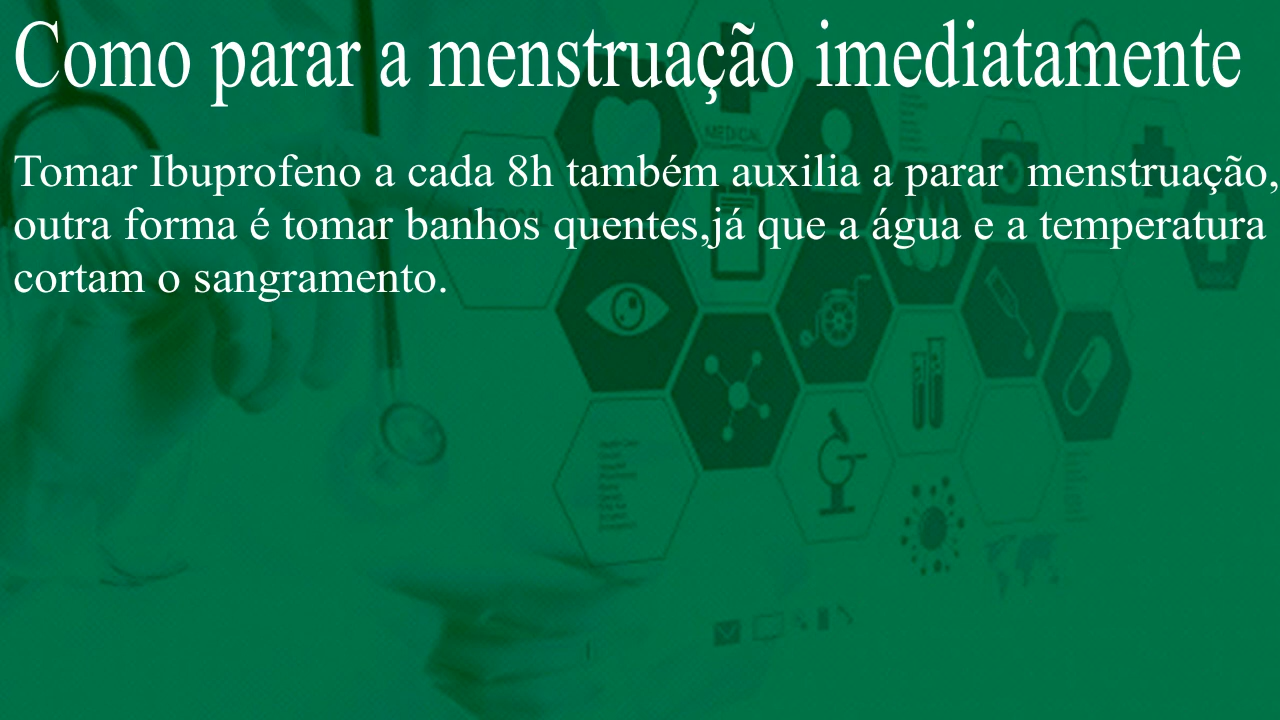 Como parar a menstruação imediatamente
MEDICAL
Tomar Ibuprofeno a cada 8h também auxilia a parar  menstruação,
outra forma é tomar banhos quentes,já que a água e a temperatura
cortam o sangramento.